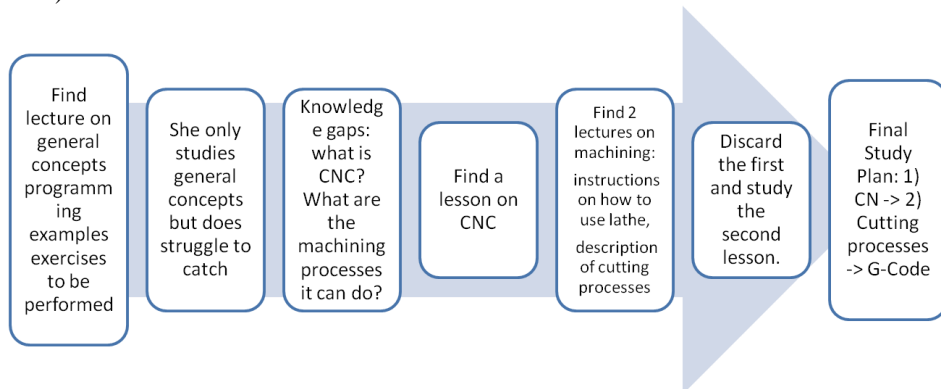 Find
lecture on
general
concepts
programm
ing
examples
exercises
to be
performed
She only
studies
general
concepts
but does
struggle to
catch
Knowledg
e gaps:
what is
CNC?
What are
the
machining
processes
it can do?
Find a
lesson on
CNC
Find 2
lectures on
machining:
instructions
on how to
use lathe,
description
of cutting
processes
Discard
the first
and study
the
second
lesson.
Final
Study
Plan: 1)
CN -> 2)
Cutting
processes
-> G-Code